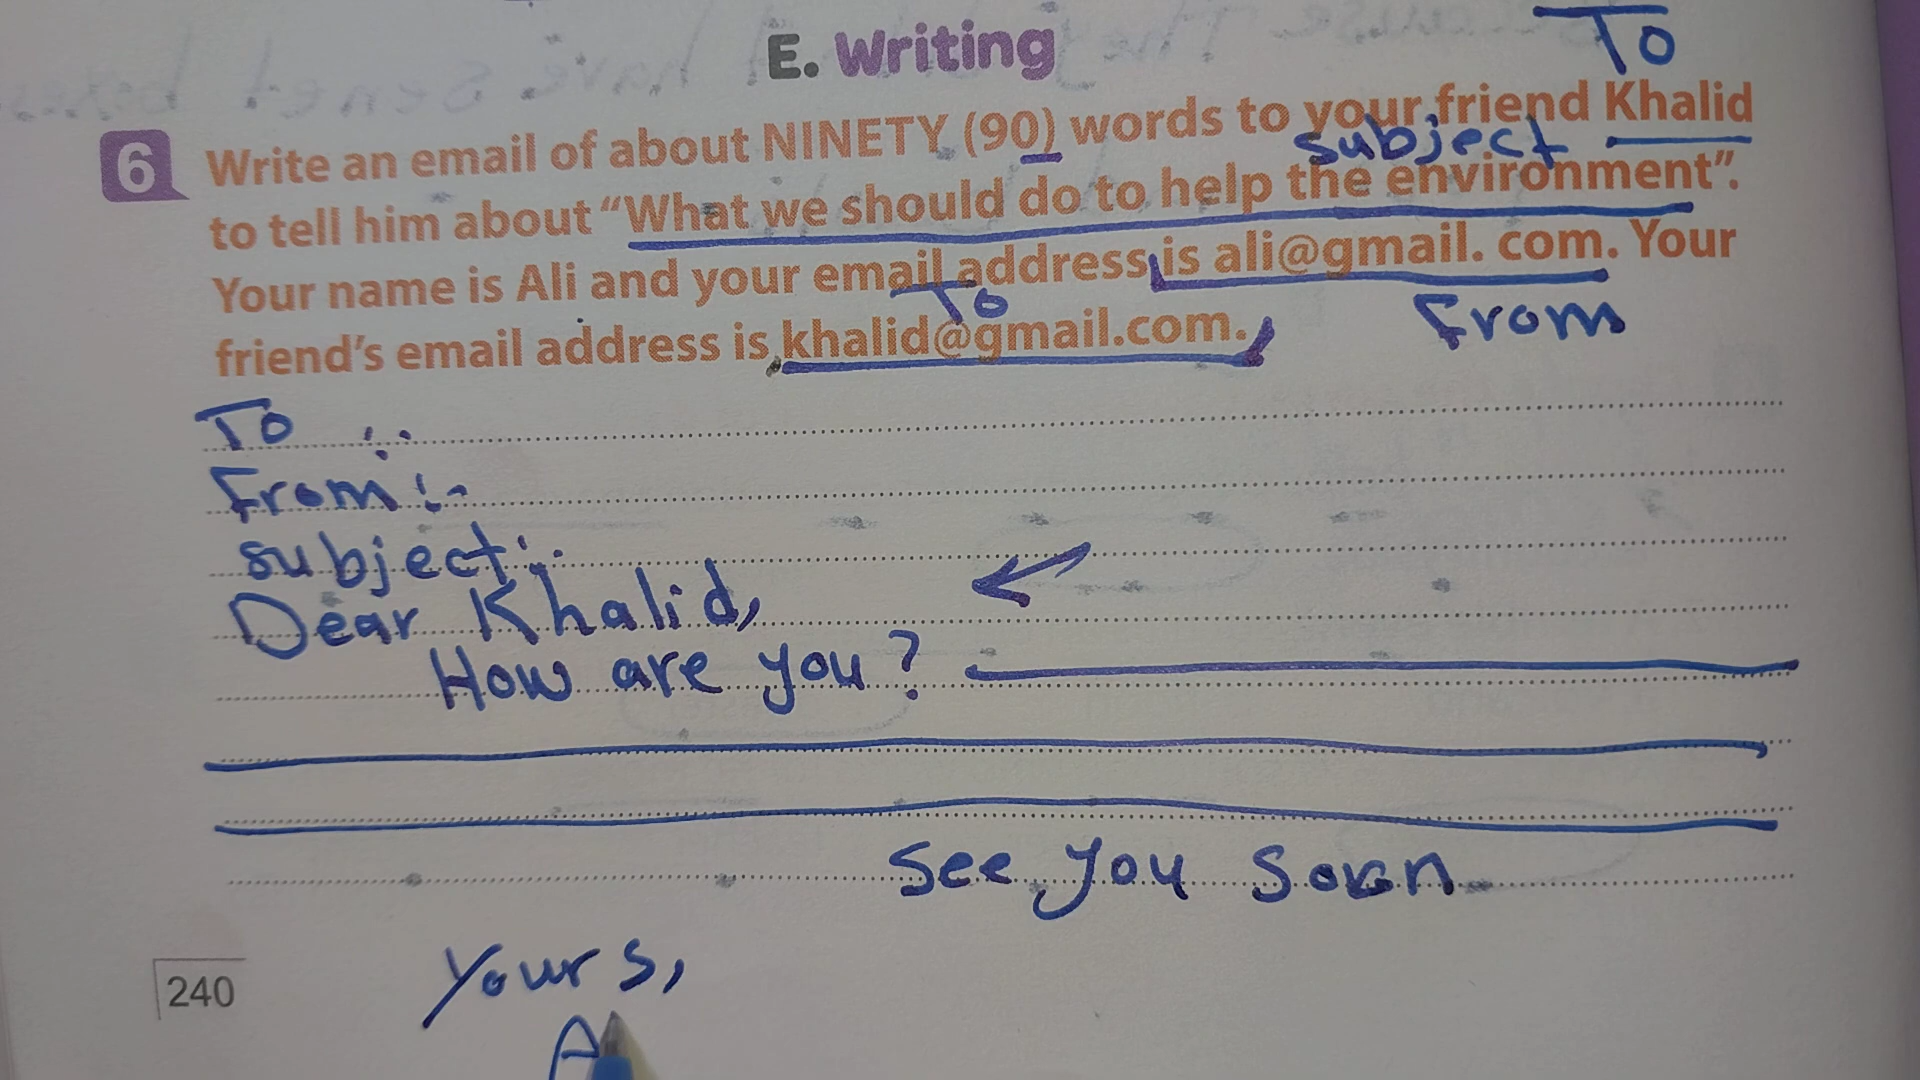 E. Writing
To
6 Write an email of about NINETY (90) words to your friend Khalid
subject
to tell him about "What we should do to help the environment".
Your name is Ali and your email address is ali@gmail. com. Your
To
From
friend's email address is khalid@gmail.com.
To :-
From :-
subject :-
Dear Khalid,
How are you?
See you Soon
Yours,
A
240